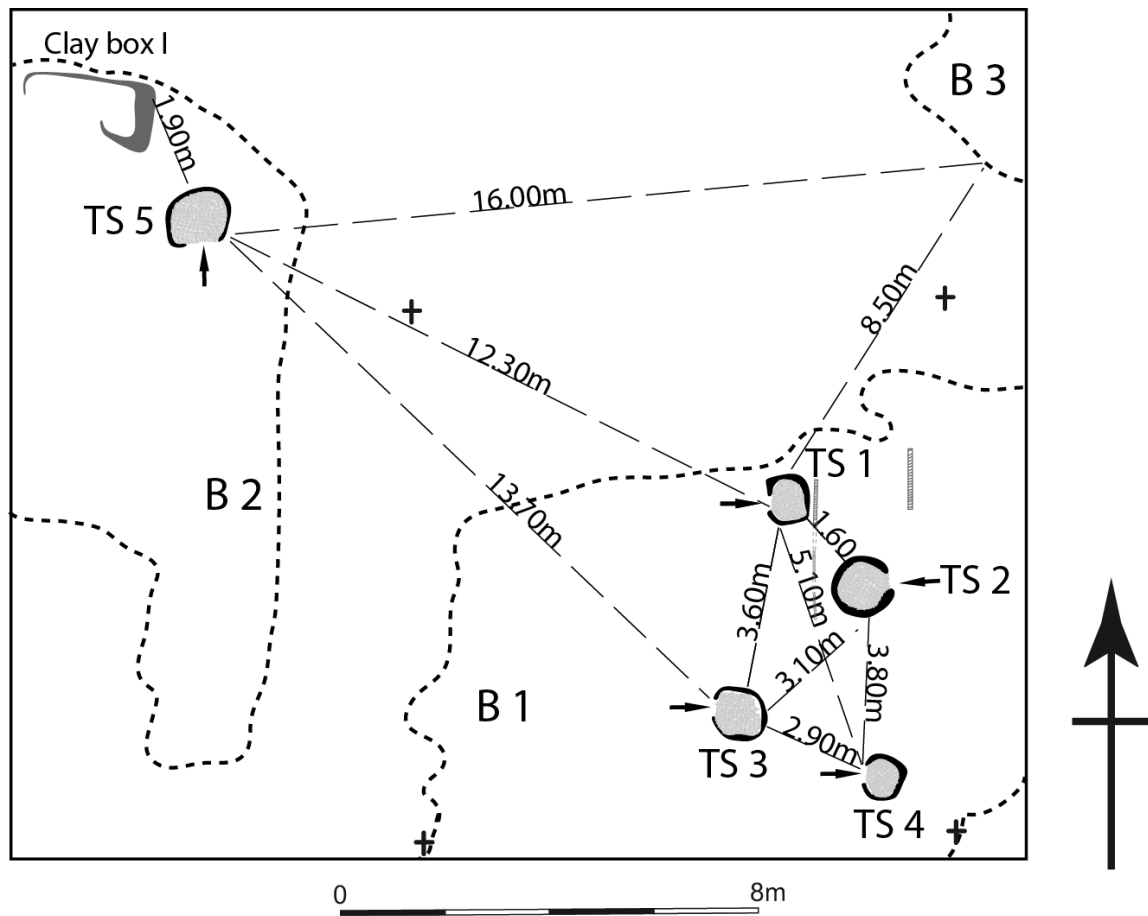 Clay box I
B 3
1.90m
TS 5
16.00m
8.50m
12.30m
13.70m
B 2
TS 1
1.60
5.10m
TS 2
3.60m
3.10m
3.80m
B 1
2.90m
TS 3
TS 4
0
8m